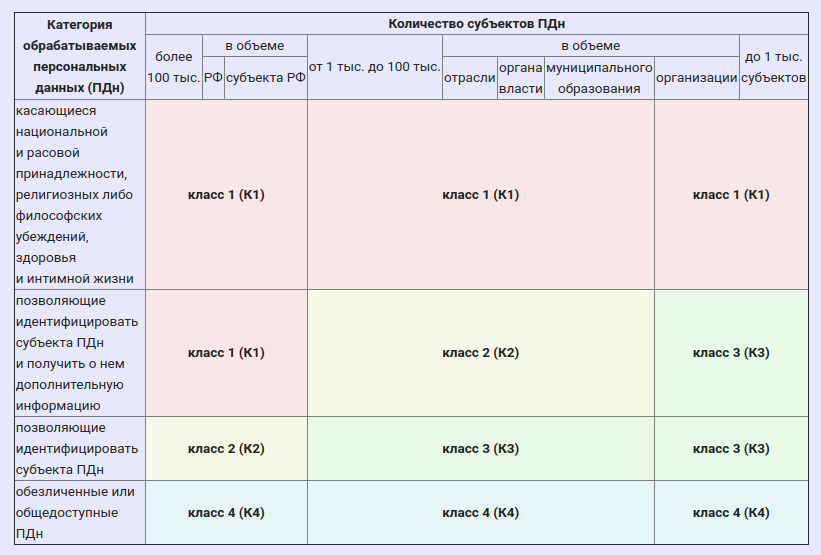 Категория
обрабатываемых
персональных
данных (ПДн)
Количество субъектов ПДн
более
100 тыс.
в объеме
РФ
субъекта РФ
от 1 тыс. до 100 тыс.
в объеме
отрасли
органа
власти
муниципального
образования
организации
до 1 тыс.
субъектов
касающиеся
национальной
и расовой
принадлежности,
религиозных либо
философских
убеждений,
здоровья
и интимной жизни
класс 1 (К1)
класс 1 (К1)
класс 1 (К1)
позволяющие
идентифицировать
субъекта ПДн
и получить о нем
дополнительную
информацию
класс 1 (К1)
класс 2 (К2)
класс 3 (К3)
позволяющие
идентифицировать
субъекта ПДн
класс 2 (К2)
класс 3 (К3)
класс 3 (К3)
обезличенные или
общедоступные
ПДн
класс 4 (К4)
класс 4 (К4)
класс 4 (К4)